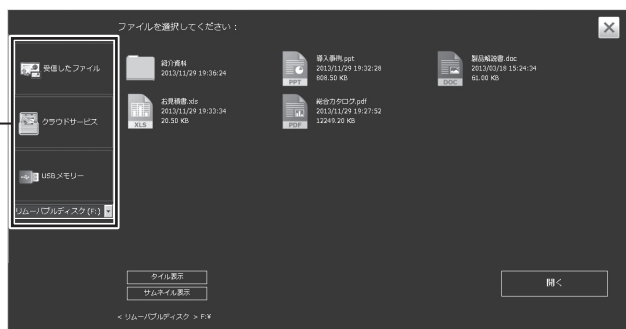 ファイルを選択してください：
受信したファイル
クラウドサービス
USBメモリー
リムーバブルディスク(F:)
紹介資料
2013/11/29 19:36:24
PPT
導入事例.ppt
2013/11/29 19:32:28
808.50 KB
DOC
製品解説書.doc
2013/03/18 15:24:34
61.00 KB
XLS
お見積書.xls
2013/11/29 19:33:34
20.50 KB
PDF
総合カタログ.pdf
2013/11/29 19:27:52
12249.20 KB
タイル表示
サムネイル表示
開く
< リムーバブルディスク > F:¥